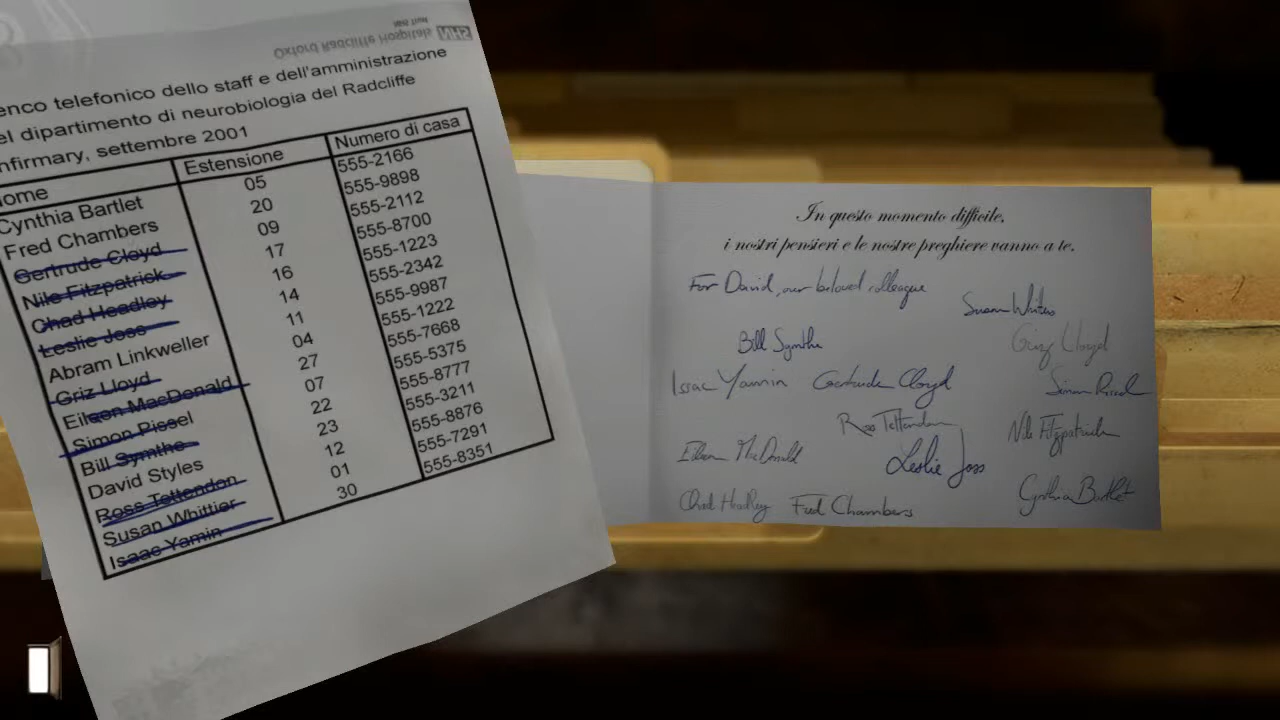 NHS
Oxford Radcliffe Hospitals
NHS Trust
enco telefonico dello staff e dell'amministrazione
el dipartimento di neurobiologia del Radcliffe
nfirmary, settembre 2001
ome Estensione Numero di casa
Cynthia Bartlet 05 555-2166
Fred Chambers 20 555-9898
Gertrude Cloyd 09 555-2112
Nile Fitzpatrick 17 555-8700
Chad Headley 16 555-1223
Leslie Joss 14 555-2342
Abram Linkweller 11 555-9987
Griz Lloyd 04 555-1222
Eileen MacDonald 27 555-7668
Simon Pissel 07 555-5375
Bill Symthe 22 555-8777
David Styles 23 555-3211
Ross Tettendon 12 555-8876
Susan Whittier 01 555-7291
Isaac Yamin 30 555-8351
In questo momento difficile,
i nostri pensieri e le nostre preghiere vanno a te.
For David, our beloved colleague
Susan
Bill Symthe
Griz Lloyd
Issac Yamin Gertrude Cloyd
Simon
Ross Tettendon
Nile Fitzpatrick
Eileen McDonald
Leslie Joss
Chad Headley Fred Chambers
Cynthia Bartlet